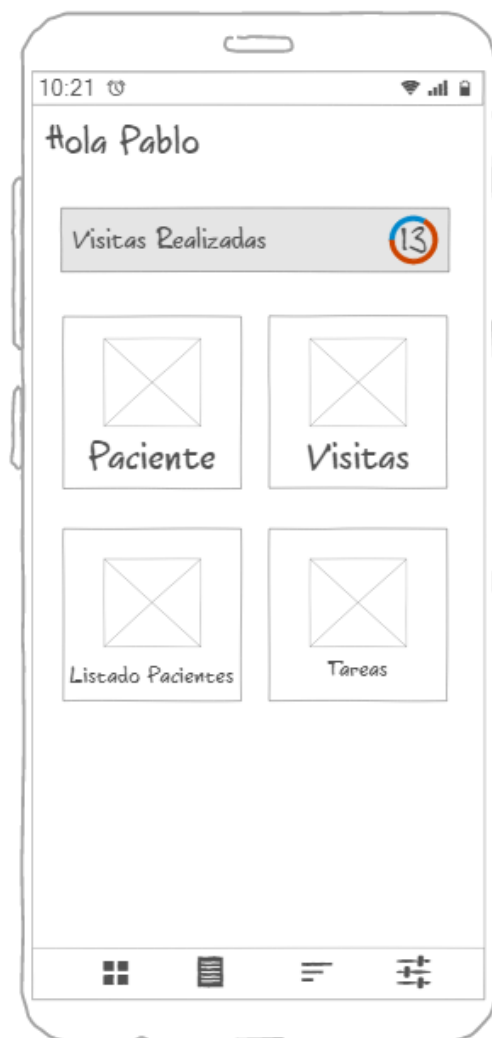 10:21
Hola Pablo
Visitas Realizadas 13
Paciente Visitas
Listado Pacientes Tareas